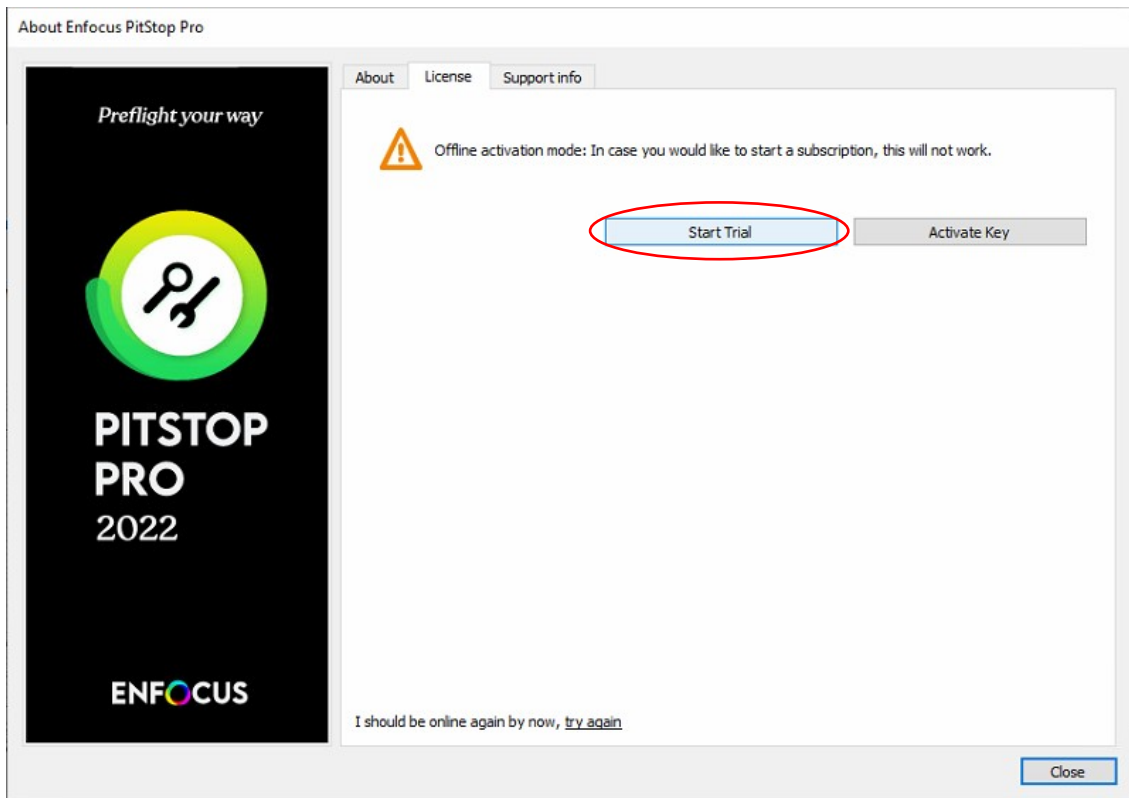 About Enfocus PitStop Pro
Preflight your way
PITSTOP
PRO
2022
ENFOCUS
About
License
Support info
Offline activation mode: In case you would like to start a subscription, this will not work.
Start Trial
Activate Key
I should be online again by now, try again
Close